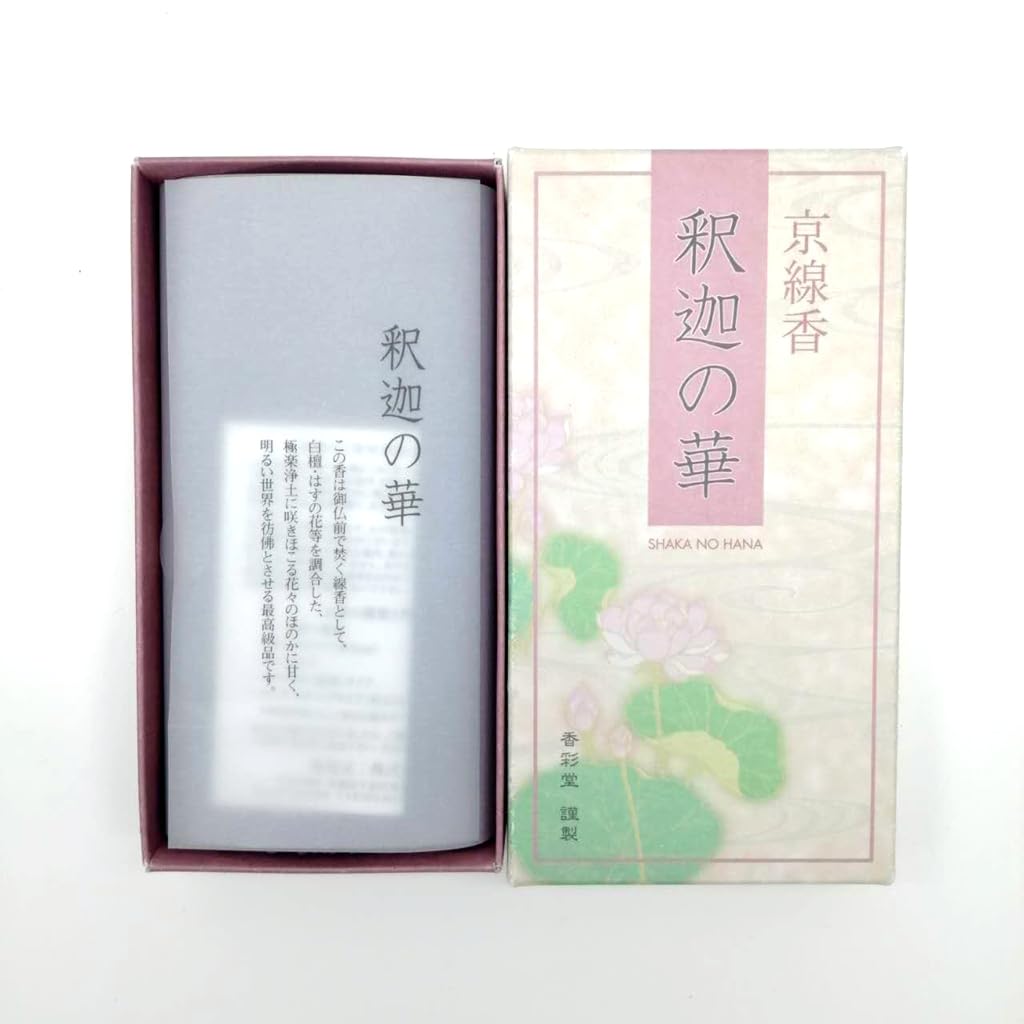 京線香
釈迦の華
SHAKA NO HANA
香彩堂 謹製
釈迦の華
この香は御仏前で焚く線香として、
白檀・はすの花等を調合した、
極楽浄土に咲きほこる花々のほのかに甘く、
明るい世界を彷彿とさせる最高級品です。